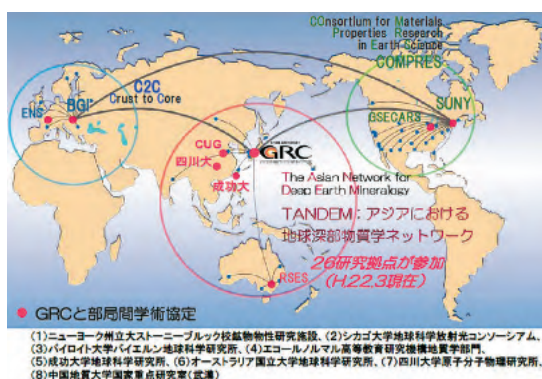 COnsortium for Materials
Properties Research
in Earth Science
COMPRES
C2C
Crust to Core
ENS
BGI
SUNY
GSECARS
CUG
四川大
成功大
GRC
The Asian Network for
Deep Earth Mineralogy
TANDEM：アジアにおける
地球深部物質学ネットワーク
26研究拠点が参加
(H.22.3現在)
RSES
GRCと部局間学術協定
(1)ニューヨーク州立大ストーニーブルック校鉱物物性研究施設、(2)シカゴ大学地球科学放射光コンソーシアム、
(3)バイロイト大学バイエルン地球科学研究所、(4)エコールノルマル高等教育研究機構地質学部門、
(5)成功大学地球科学研究所、(6)オーストラリア国立大学地球科学研究所、(7)四川大学原子分子物理研究所、
(8)中国地質大学国家重点研究室(武漢)